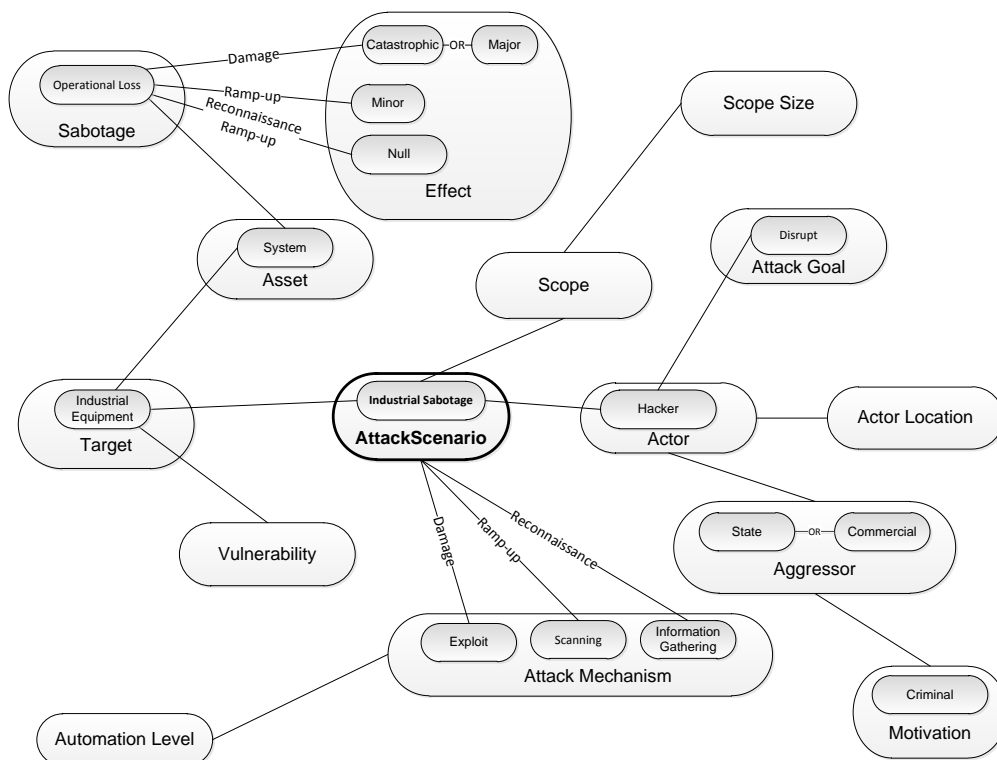 Catastrophic
OR
Major
Damage
Operational Loss
Sabotage
Ramp-up
Minor
Reconnaissance
Ramp-up
Null
Effect
Scope Size
Disrupt
Attack Goal
System
Asset
Scope
Industrial
Equipment
Target
Industrial Sabotage
AttackScenario
Hacker
Actor
Actor Location
Vulnerability
Damage
Ramp-up
Reconnaissance
State
OR
Commercial
Aggressor
Exploit
Scanning
Information
Gathering
Attack Mechanism
Automation Level
Criminal
Motivation